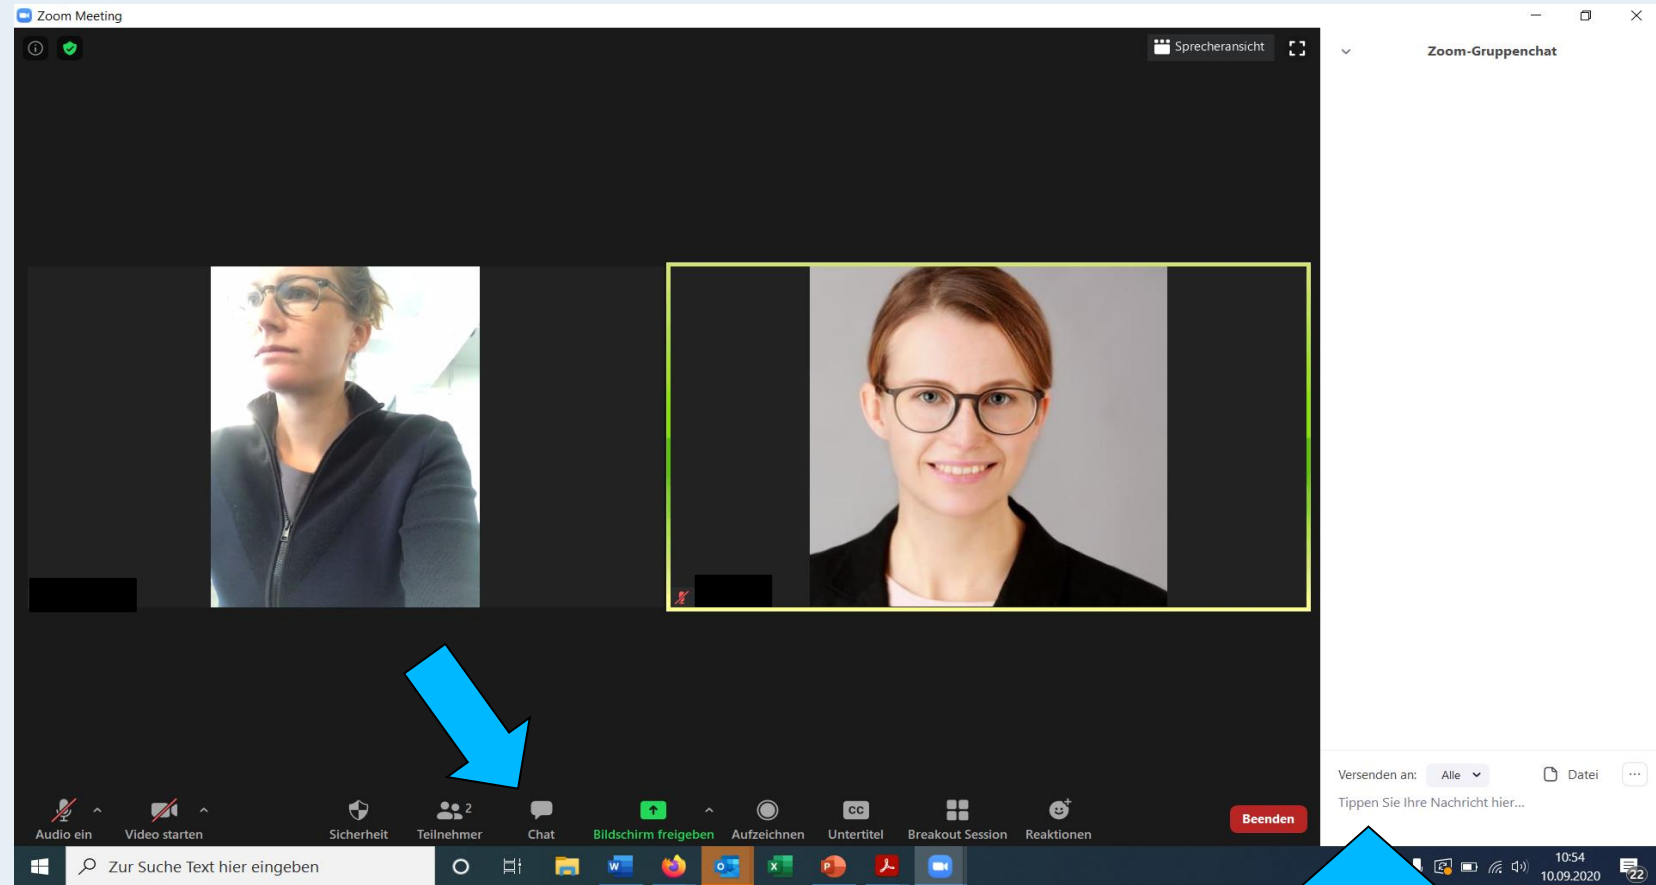 Zoom Meeting
Sprecheransicht
Zoom-Gruppenchat
Versenden an: Alle
Datei
Tippen Sie Ihre Nachricht hier...
2
Audio ein
Video starten
Sicherheit
Teilnehmer
Chat
Bildschirm freigeben
Aufzeichnen
CC
Untertitel
Breakout Session
Reaktionen
Beenden
Zur Suche Text hier eingeben
W
O
X
P
10:54
10.09.2020
22